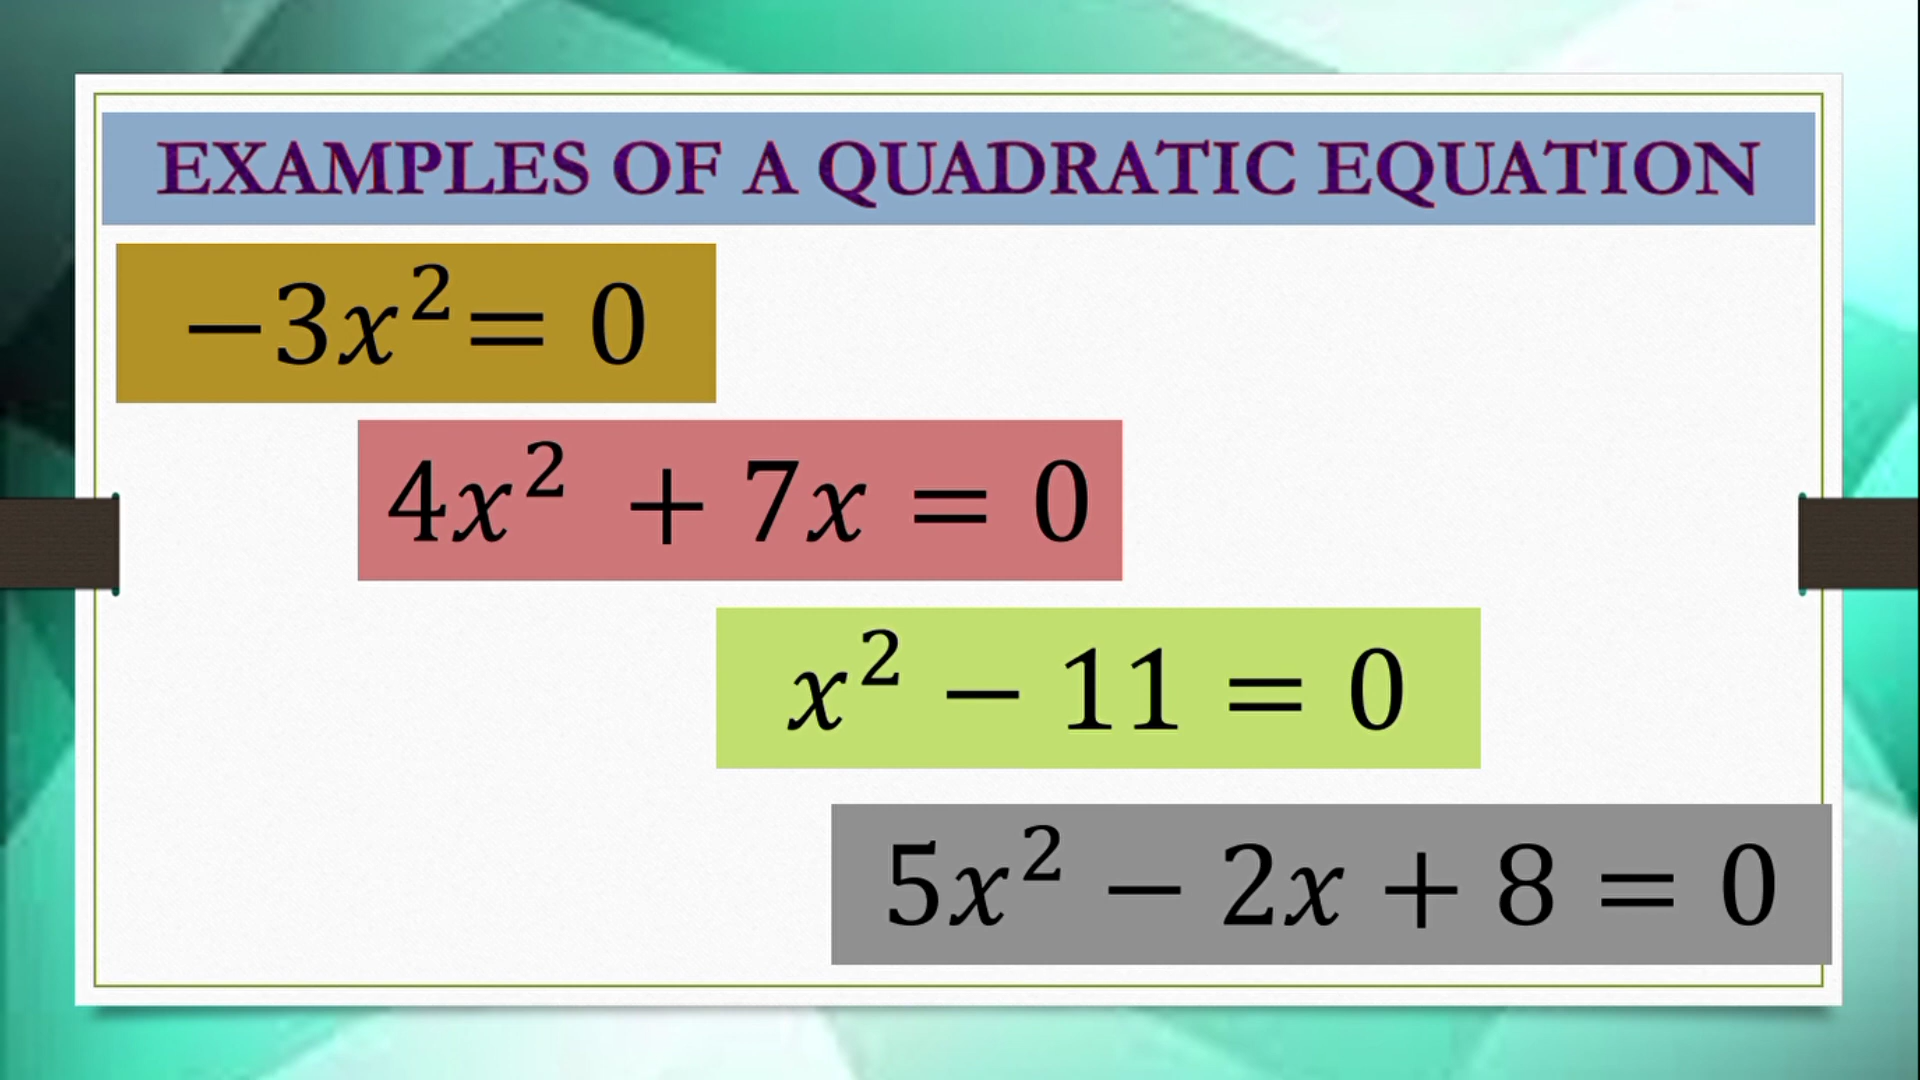 EXAMPLES OF A QUADRATIC EQUATION
−3x² = 0
4x² + 7x = 0
x² − 11 = 0
5x² − 2x + 8 = 0